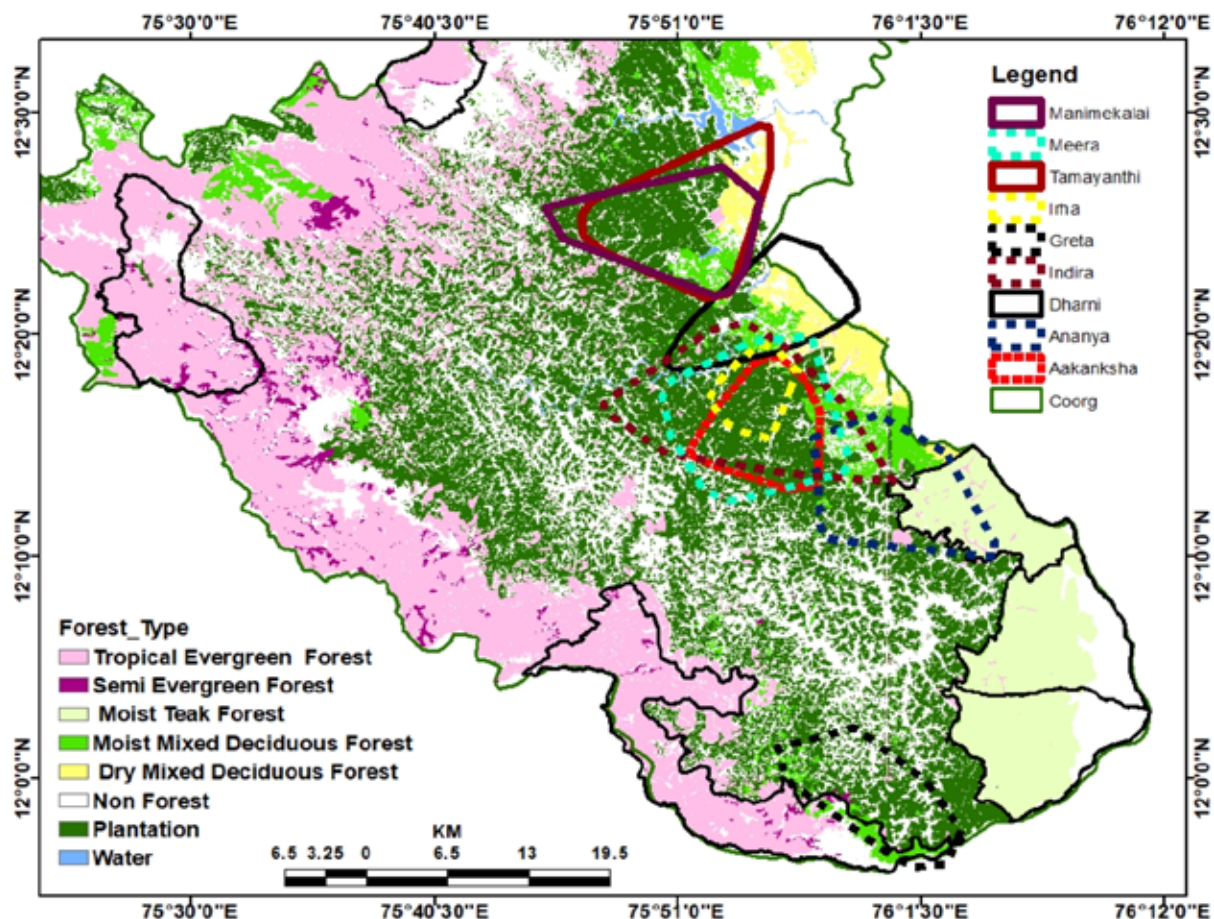 75°30'0"E 75°40'0"E 75°51'0"E 76°1'30"E 76°12'0"E
Legend
Manimekalai
Meera
Tamayanthi
Irha
Greta
Indira
Dharni
Ananya
Aakanksha
Coorg
12°30'0"N 12°30'0"N
12°20'0"N 12°20'0"N
12°10'0"N 12°10'0"N
12°0'0"N 12°0'0"N
Forest_Type
Tropical Evergreen Forest
Semi Evergreen Forest
Moist Teak Forest
Moist Mixed Deciduous Forest
Dry Mixed Deciduous Forest
Non Forest
Plantation
Water
KM
6.5 3.25 0 6.5 13 19.5
75°30'0"E 75°40'0"E 75°51'0"E 76°1'30"E 76°12'0"E